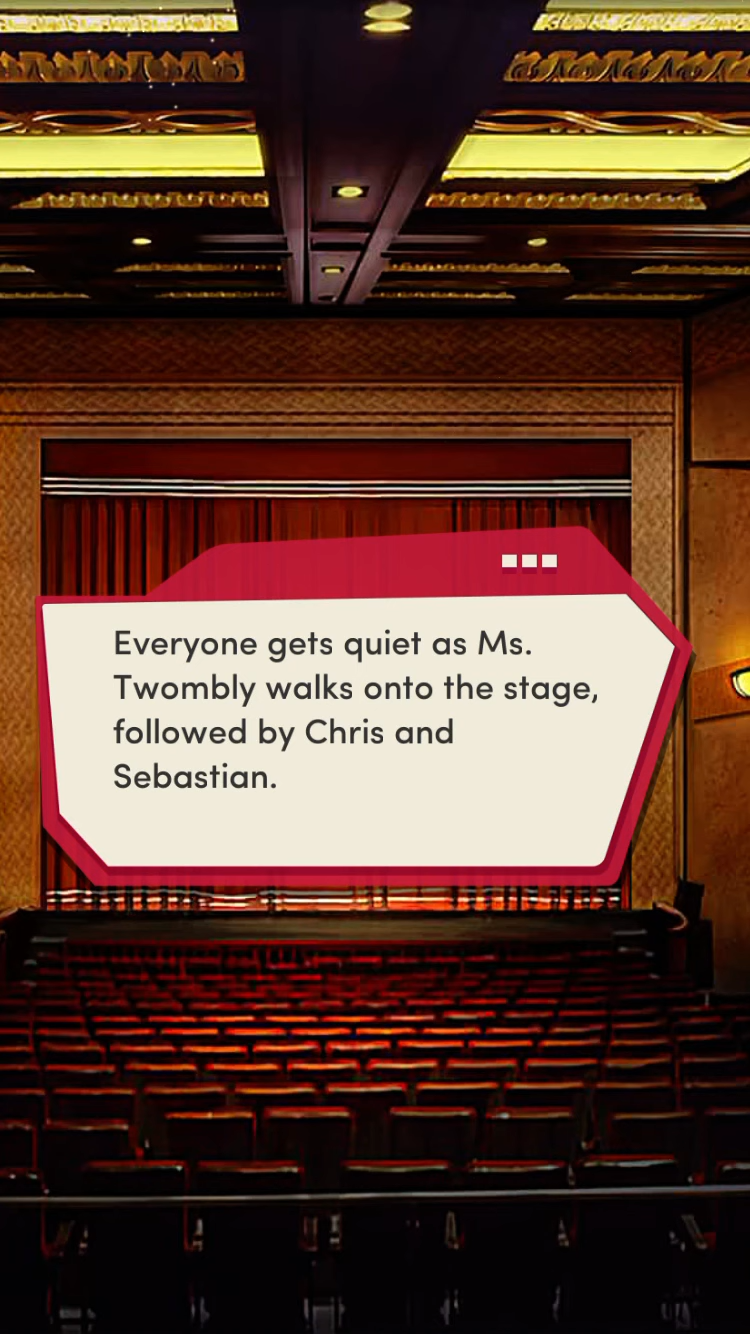 Everyone gets quiet as Ms.
Twombly walks onto the stage,
followed by Chris and
Sebastian.